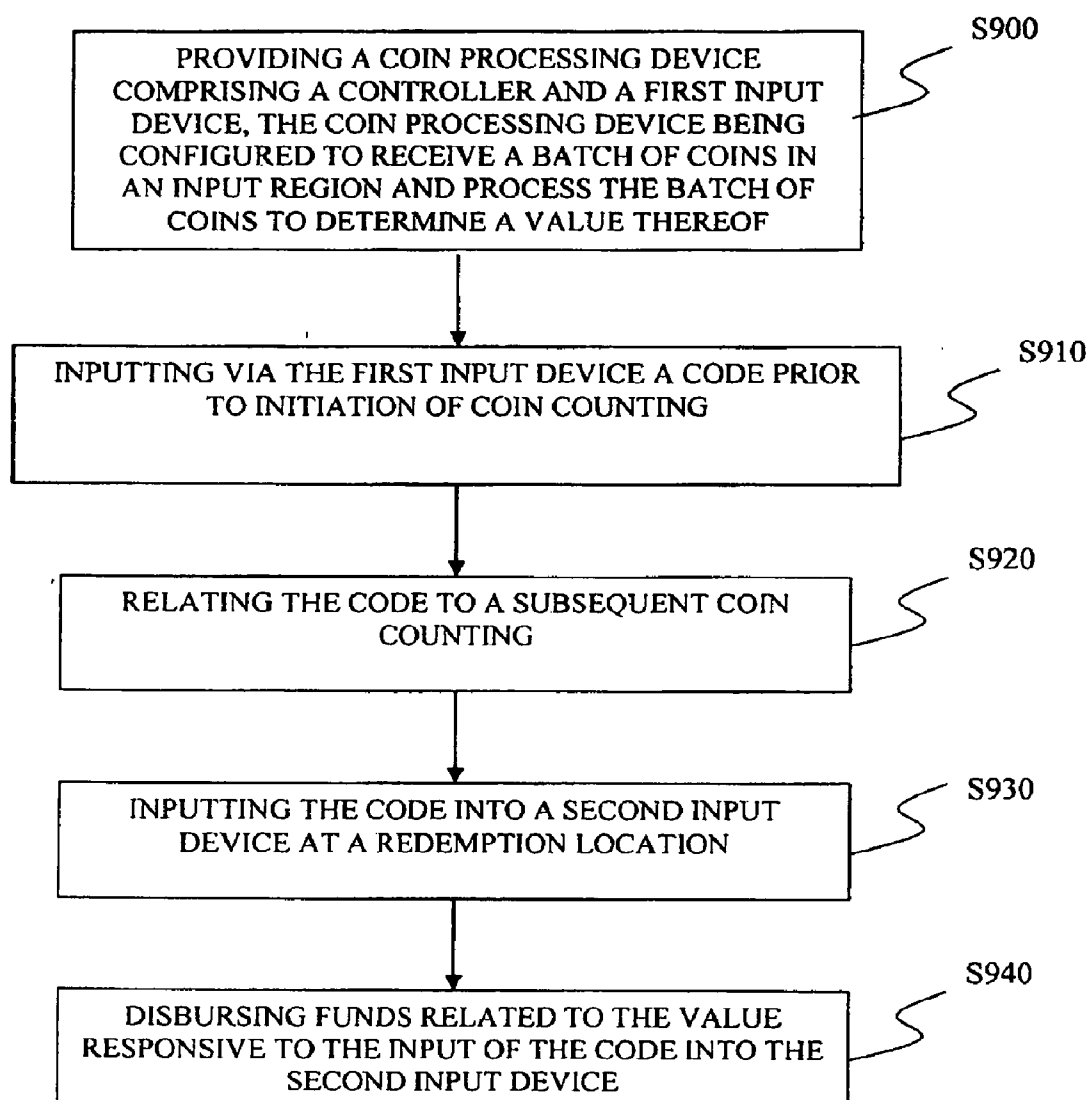 S900
PROVIDING A COIN PROCESSING DEVICE
COMPRISING A CONTROLLER AND A FIRST INPUT
DEVICE, THE COIN PROCESSING DEVICE BEING
CONFIGURED TO RECEIVE A BATCH OF COINS IN
AN INPUT REGION AND PROCESS THE BATCH OF
COINS TO DETERMINE A VALUE THEREOF
S910
INPUTTING VIA THE FIRST INPUT DEVICE A CODE PRIOR
TO INITIATION OF COIN COUNTING
S920
RELATING THE CODE TO A SUBSEQUENT COIN
COUNTING
S930
INPUTTING THE CODE INTO A SECOND INPUT
DEVICE AT A REDEMPTION LOCATION
S940
DISBURSING FUNDS RELATED TO THE VALUE
RESPONSIVE TO THE INPUT OF THE CODE INTO THE
SECOND INPUT DEVICE